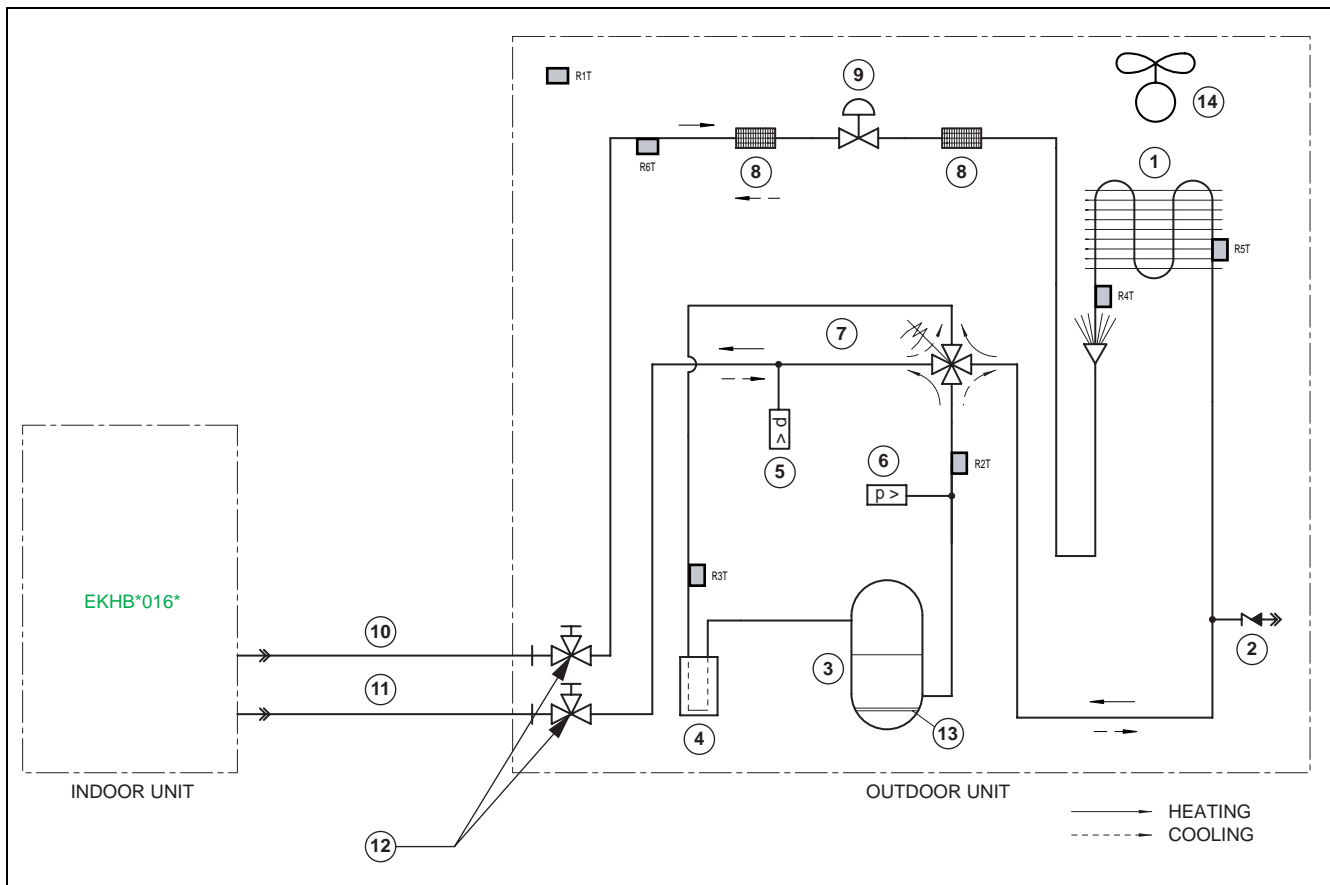 R1T
9
14
R6T
8
8
1
R5T
R4T
7
5
p <
6
p >
R2T
R3T
EKHB*016*
10
11
3
4
13
2
INDOOR UNIT
OUTDOOR UNIT
12
HEATING
COOLING